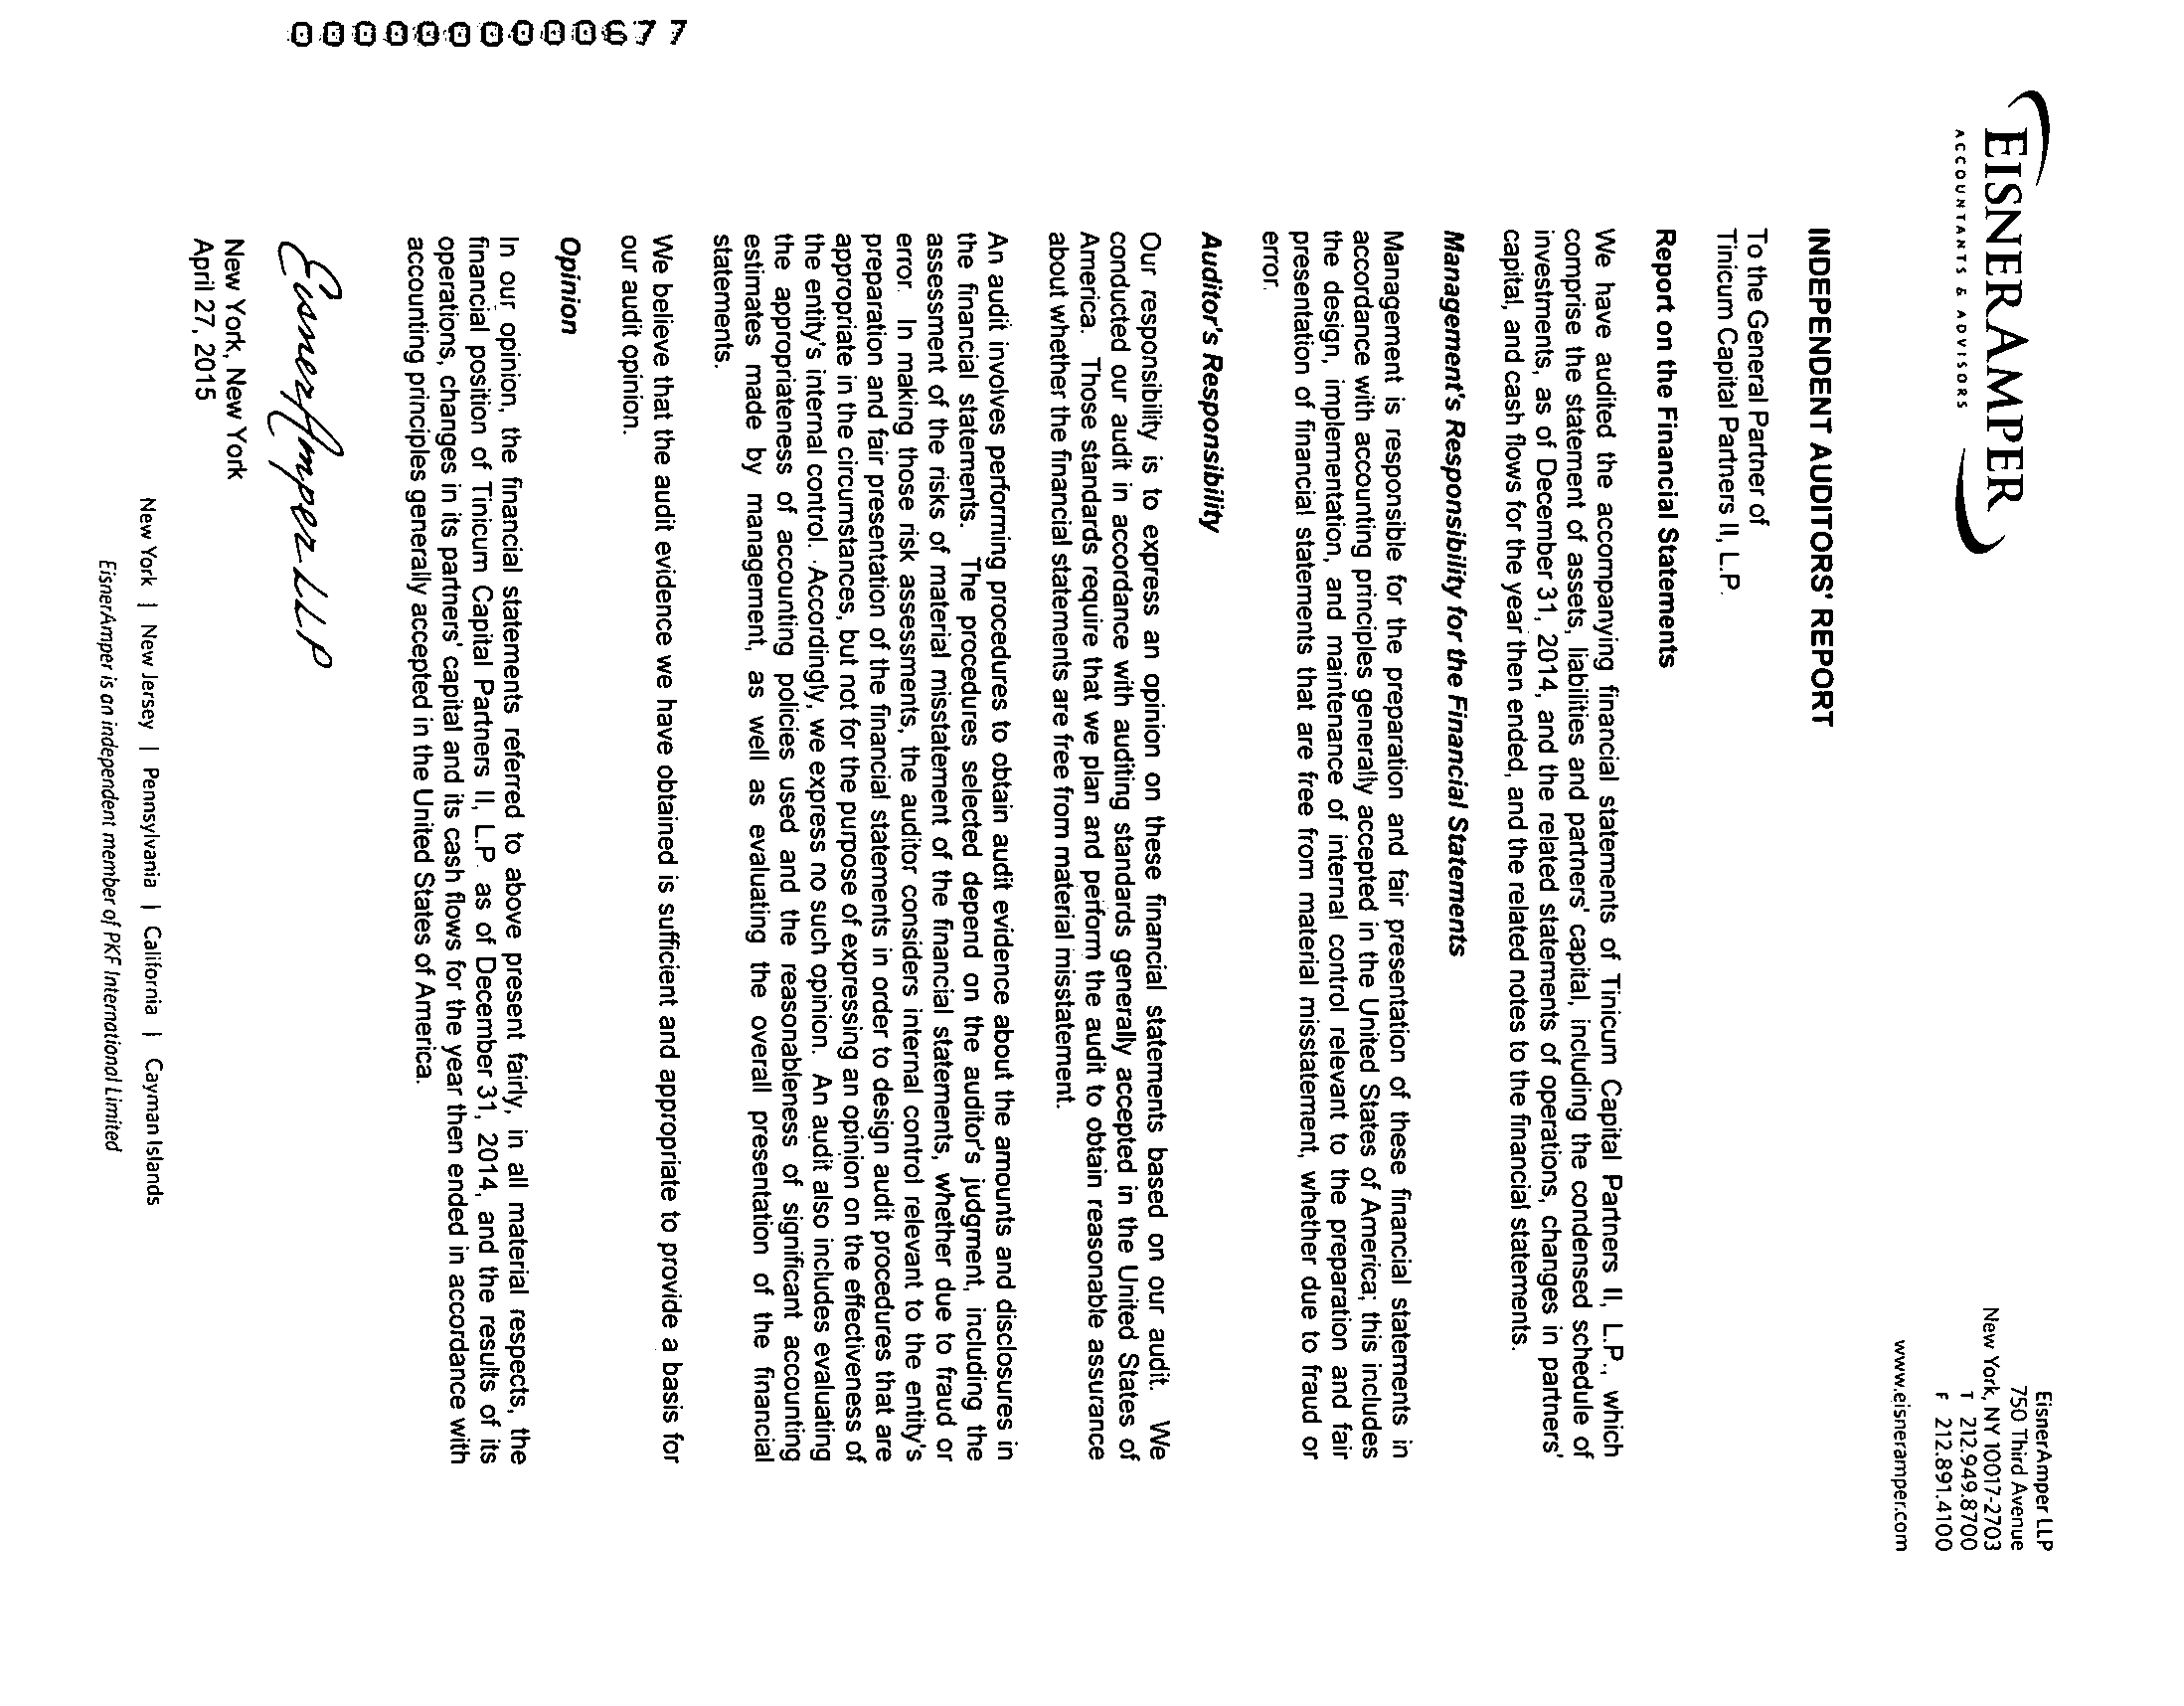 EISNERAMPER
ACCOUNTANTS & ADVISORS
EisnerAmper LLP
750 Third Avenue
New York, NY 10017-2703
T 212.949.8700
F 212.891.4100
www.eisneramper.com
INDEPENDENT AUDITORS' REPORT
To the General Partner of
Tinicum Capital Partners II, L.P.
Report on the Financial Statements
We have audited the accompanying financial statements of Tinicum Capital Partners II, L.P., which
comprise the statement of assets, liabilities and partners' capital, including the condensed schedule of
investments, as of December 31, 2014, and the related statements of operations, changes in partners'
capital, and cash flows for the year then ended, and the related notes to the financial statements.
Management's Responsibility for the Financial Statements
Management is responsible for the preparation and fair presentation of these financial statements in
accordance with accounting principles generally accepted in the United States of America; this includes
the design, implementation, and maintenance of internal control relevant to the preparation and fair
presentation of financial statements that are free from material misstatement, whether due to fraud or
error.
Auditor's Responsibility
Our responsibility is to express an opinion on these financial statements based on our audit. We
conducted our audit in accordance with auditing standards generally accepted in the United States of
America. Those standards require that we plan and perform the audit to obtain reasonable assurance
about whether the financial statements are free from material misstatement.
An audit involves performing procedures to obtain audit evidence about the amounts and disclosures in
the financial statements. The procedures selected depend on the auditor's judgment, including the
assessment of the risks of material misstatement of the financial statements, whether due to fraud or
error. In making those risk assessments, the auditor considers internal control relevant to the entity's
preparation and fair presentation of the financial statements in order to design audit procedures that are
appropriate in the circumstances, but not for the purpose of expressing an opinion on the effectiveness of
the entity's internal control. Accordingly, we express no such opinion. An audit also includes evaluating
the appropriateness of accounting policies used and the reasonableness of significant accounting
estimates made by management, as well as evaluating the overall presentation of the financial
statements.
We believe that the audit evidence we have obtained is sufficient and appropriate to provide a basis for
our audit opinion.
Opinion
In our opinion, the financial statements referred to above present fairly, in all material respects, the
financial position of Tinicum Capital Partners II, L.P. as of December 31, 2014, and the results of its
operations, changes in its partners' capital and its cash flows for the year then ended in accordance with
accounting principles generally accepted in the United States of America.
EisnerAmper LLP
New York, New York
April 27, 2015
New York | New Jersey | Pennsylvania | California | Cayman Islands
EisnerAmper is an independent member of PKF International Limited
0000000000677